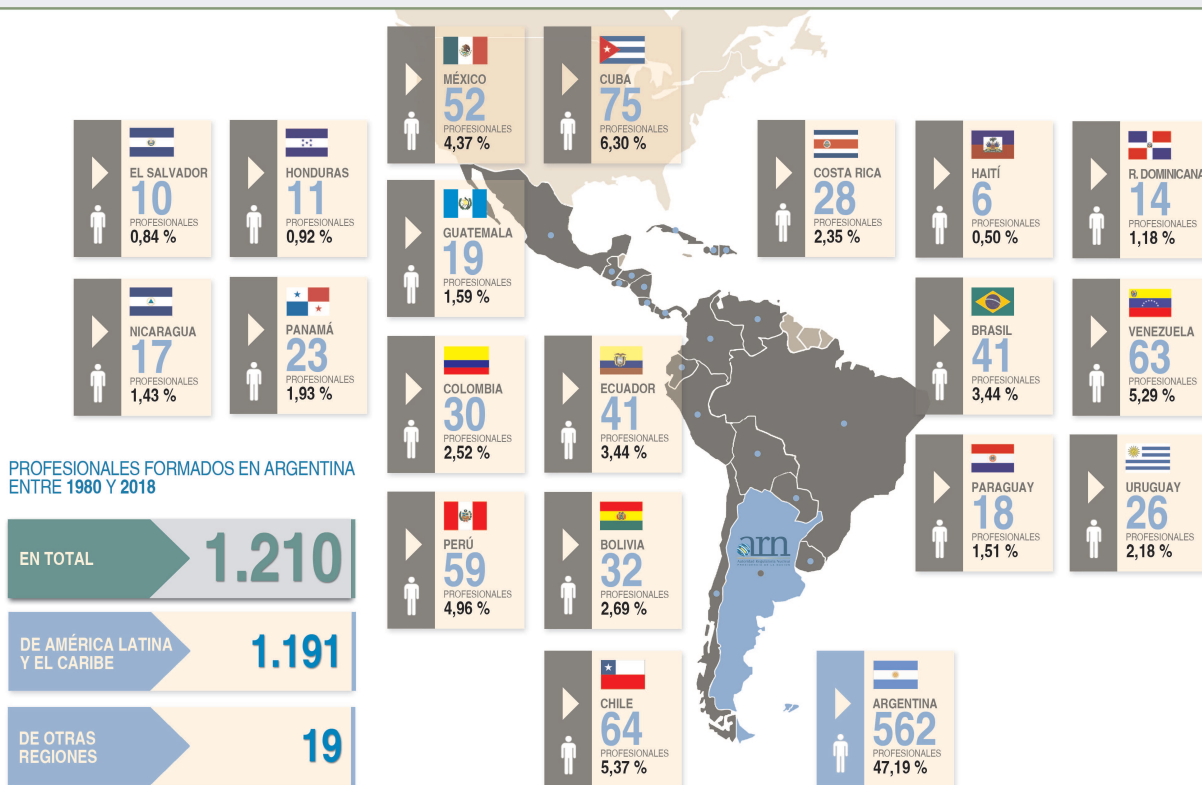 MÉXICO
52
PROFESIONALES
4,37 %
CUBA
75
PROFESIONALES
6,30 %
EL SALVADOR
10
PROFESIONALES
0,84 %
HONDURAS
11
PROFESIONALES
0,92 %
GUATEMALA
19
PROFESIONALES
1,59 %
COSTA RICA
28
PROFESIONALES
2,35 %
HAITÍ
6
PROFESIONALES
0,50 %
R. DOMINICANA
14
PROFESIONALES
1,18 %
NICARAGUA
17
PROFESIONALES
1,43 %
PANAMÁ
23
PROFESIONALES
1,93 %
COLOMBIA
30
PROFESIONALES
2,52 %
ECUADOR
41
PROFESIONALES
3,44 %
BRASIL
41
PROFESIONALES
3,44 %
VENEZUELA
63
PROFESIONALES
5,29 %
PERÚ
59
PROFESIONALES
4,96 %
BOLIVIA
32
PROFESIONALES
2,69 %
PARAGUAY
18
PROFESIONALES
1,51 %
URUGUAY
26
PROFESIONALES
2,18 %
arn
CHILE
64
PROFESIONALES
5,37 %
ARGENTINA
562
PROFESIONALES
47,19 %
PROFESIONALES FORMADOS EN ARGENTINA
ENTRE 1980 Y 2018
EN TOTAL
1.210
DE AMÉRICA LATINA
Y EL CARIBE
1.191
DE OTRAS
REGIONES
19